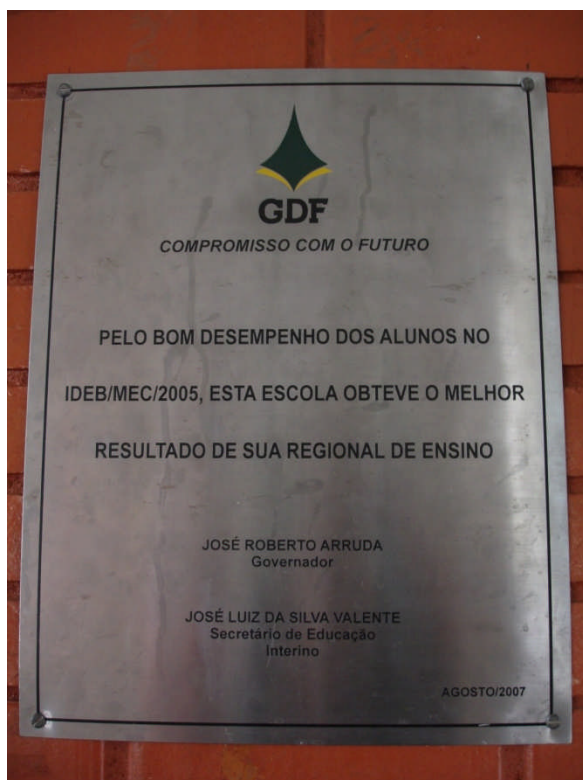 GDF
COMPROMISSO COM O FUTURO
PELO BOM DESEMPENHO DOS ALUNOS NO
IDEB/MEC/2005, ESTA ESCOLA OBTEVE O MELHOR
RESULTADO DE SUA REGIONAL DE ENSINO
JOSÉ ROBERTO ARRUDA
Governador
JOSÉ LUIZ DA SILVA VALENTE
Secretário de Educação
Interino
AGOSTO/2007